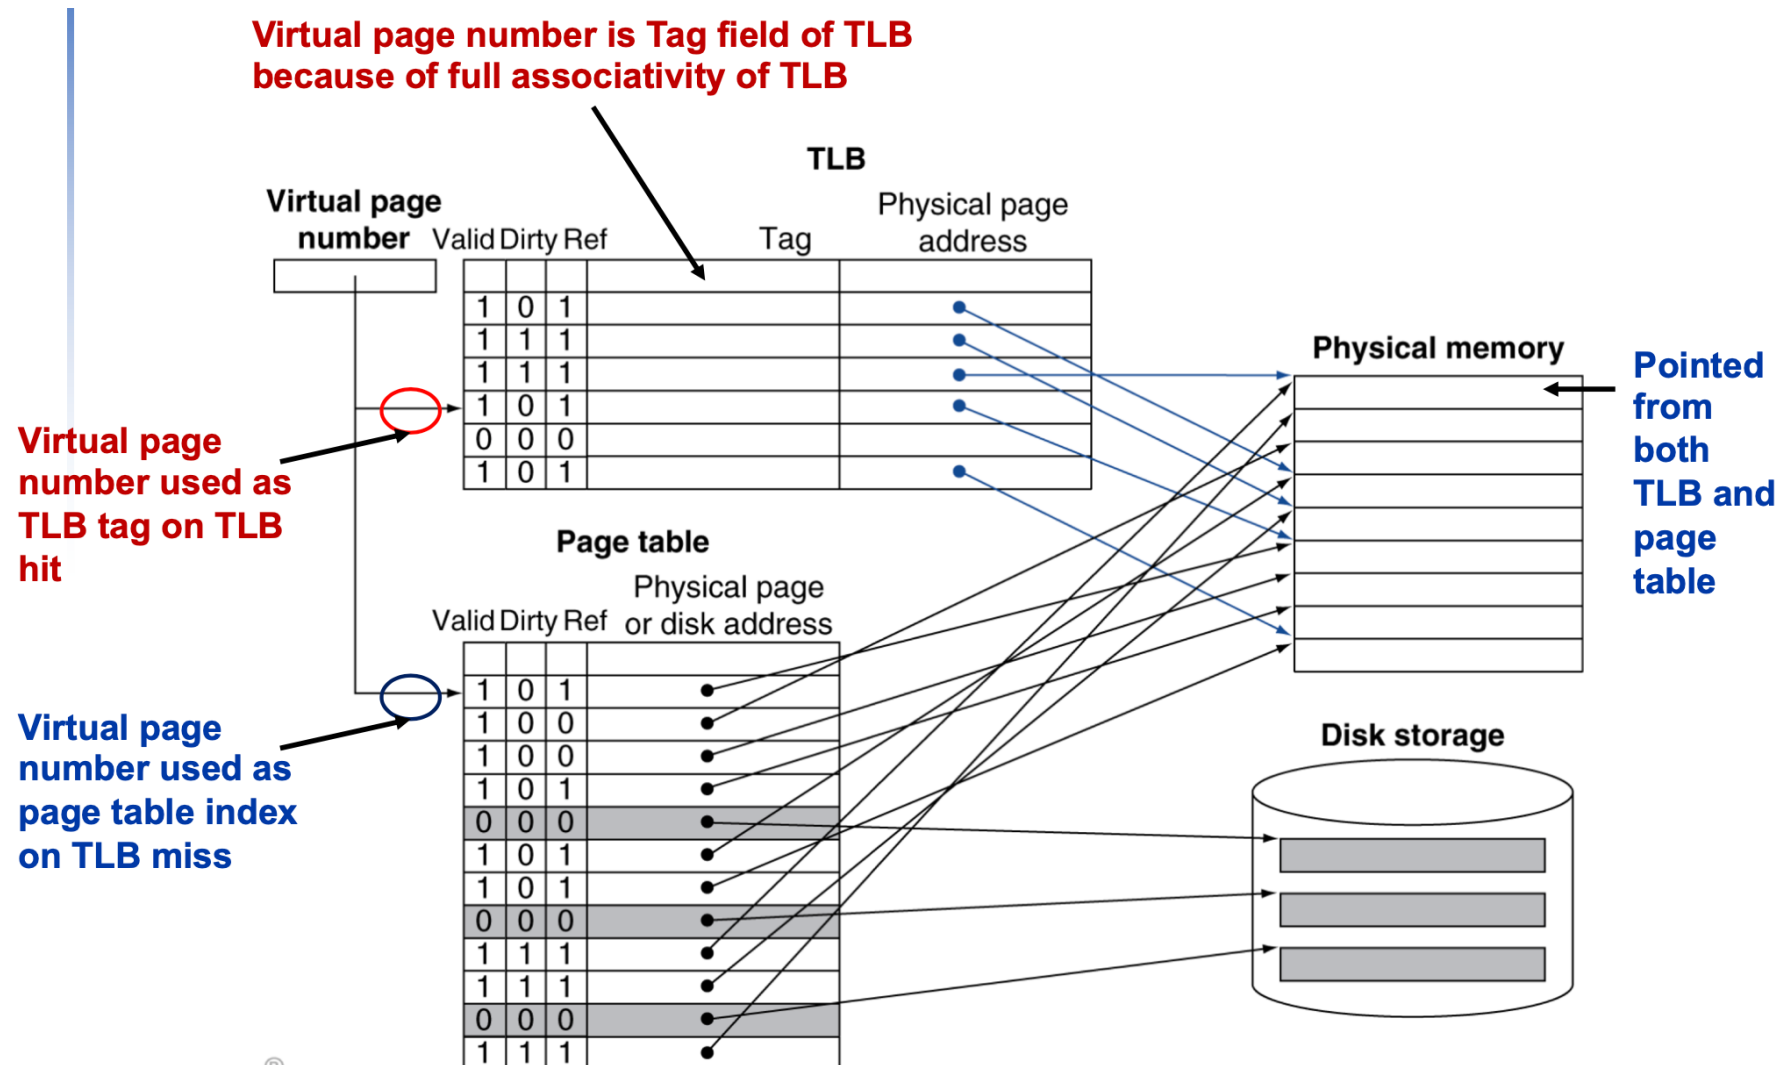 Virtual page number is Tag field of TLB
because of full associativity of TLB
TLB
Virtual page
number
Valid Dirty Ref
Tag
Physical page
address
1 0 1
1 1 1
1 1 1
1 0 1
0 0 0
1 0 1
Virtual page
number used as
TLB tag on TLB
hit
Physical memory
Pointed
from
both
TLB and
page
table
Page table
Valid Dirty Ref
Physical page
or disk address
1 0 1
1 0 0
1 0 0
1 0 1
0 0 0
1 0 1
1 0 1
0 0 0
1 1 1
1 1 1
0 0 0
1 1 1
Virtual page
number used as
page table index
on TLB miss
Disk storage